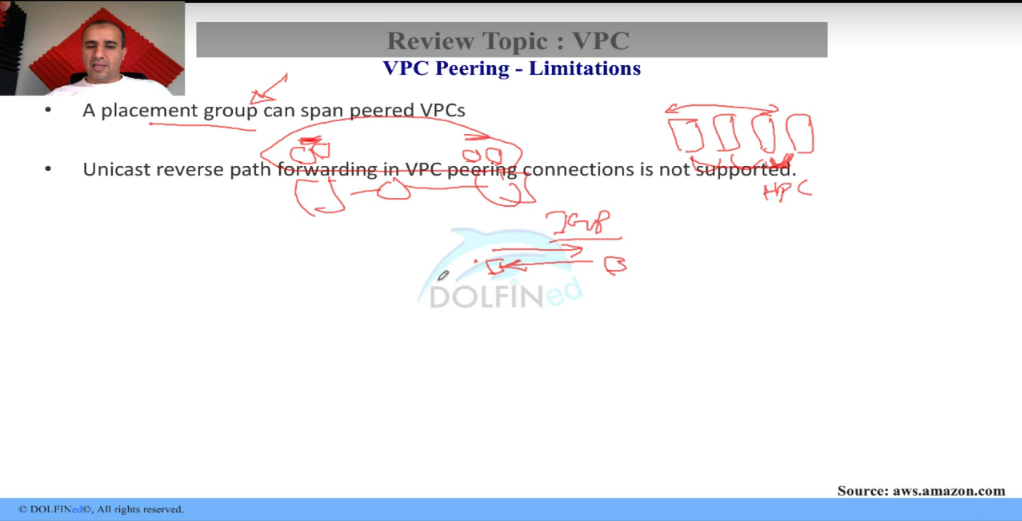 Review Topic : VPC
VPC Peering - Limitations
• A placement group can span peered VPCs
• Unicast reverse path forwarding in VPC peering connections is not supported.
HPC
B
DOLFINed
Source: aws.amazon.com
© DOLFINed©, All rights reserved.